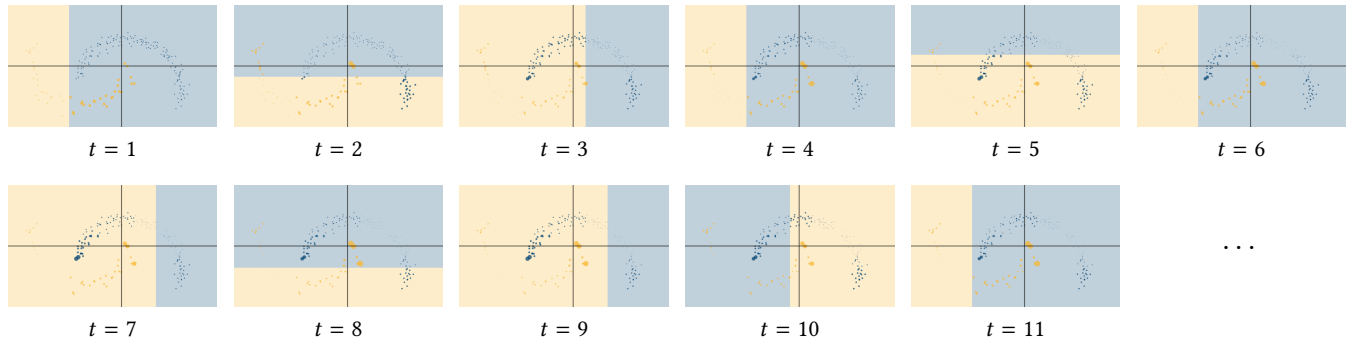 t = 1 t = 2 t = 3 t = 4 t = 5 t = 6
t = 7 t = 8 t = 9 t = 10 t = 11 ...